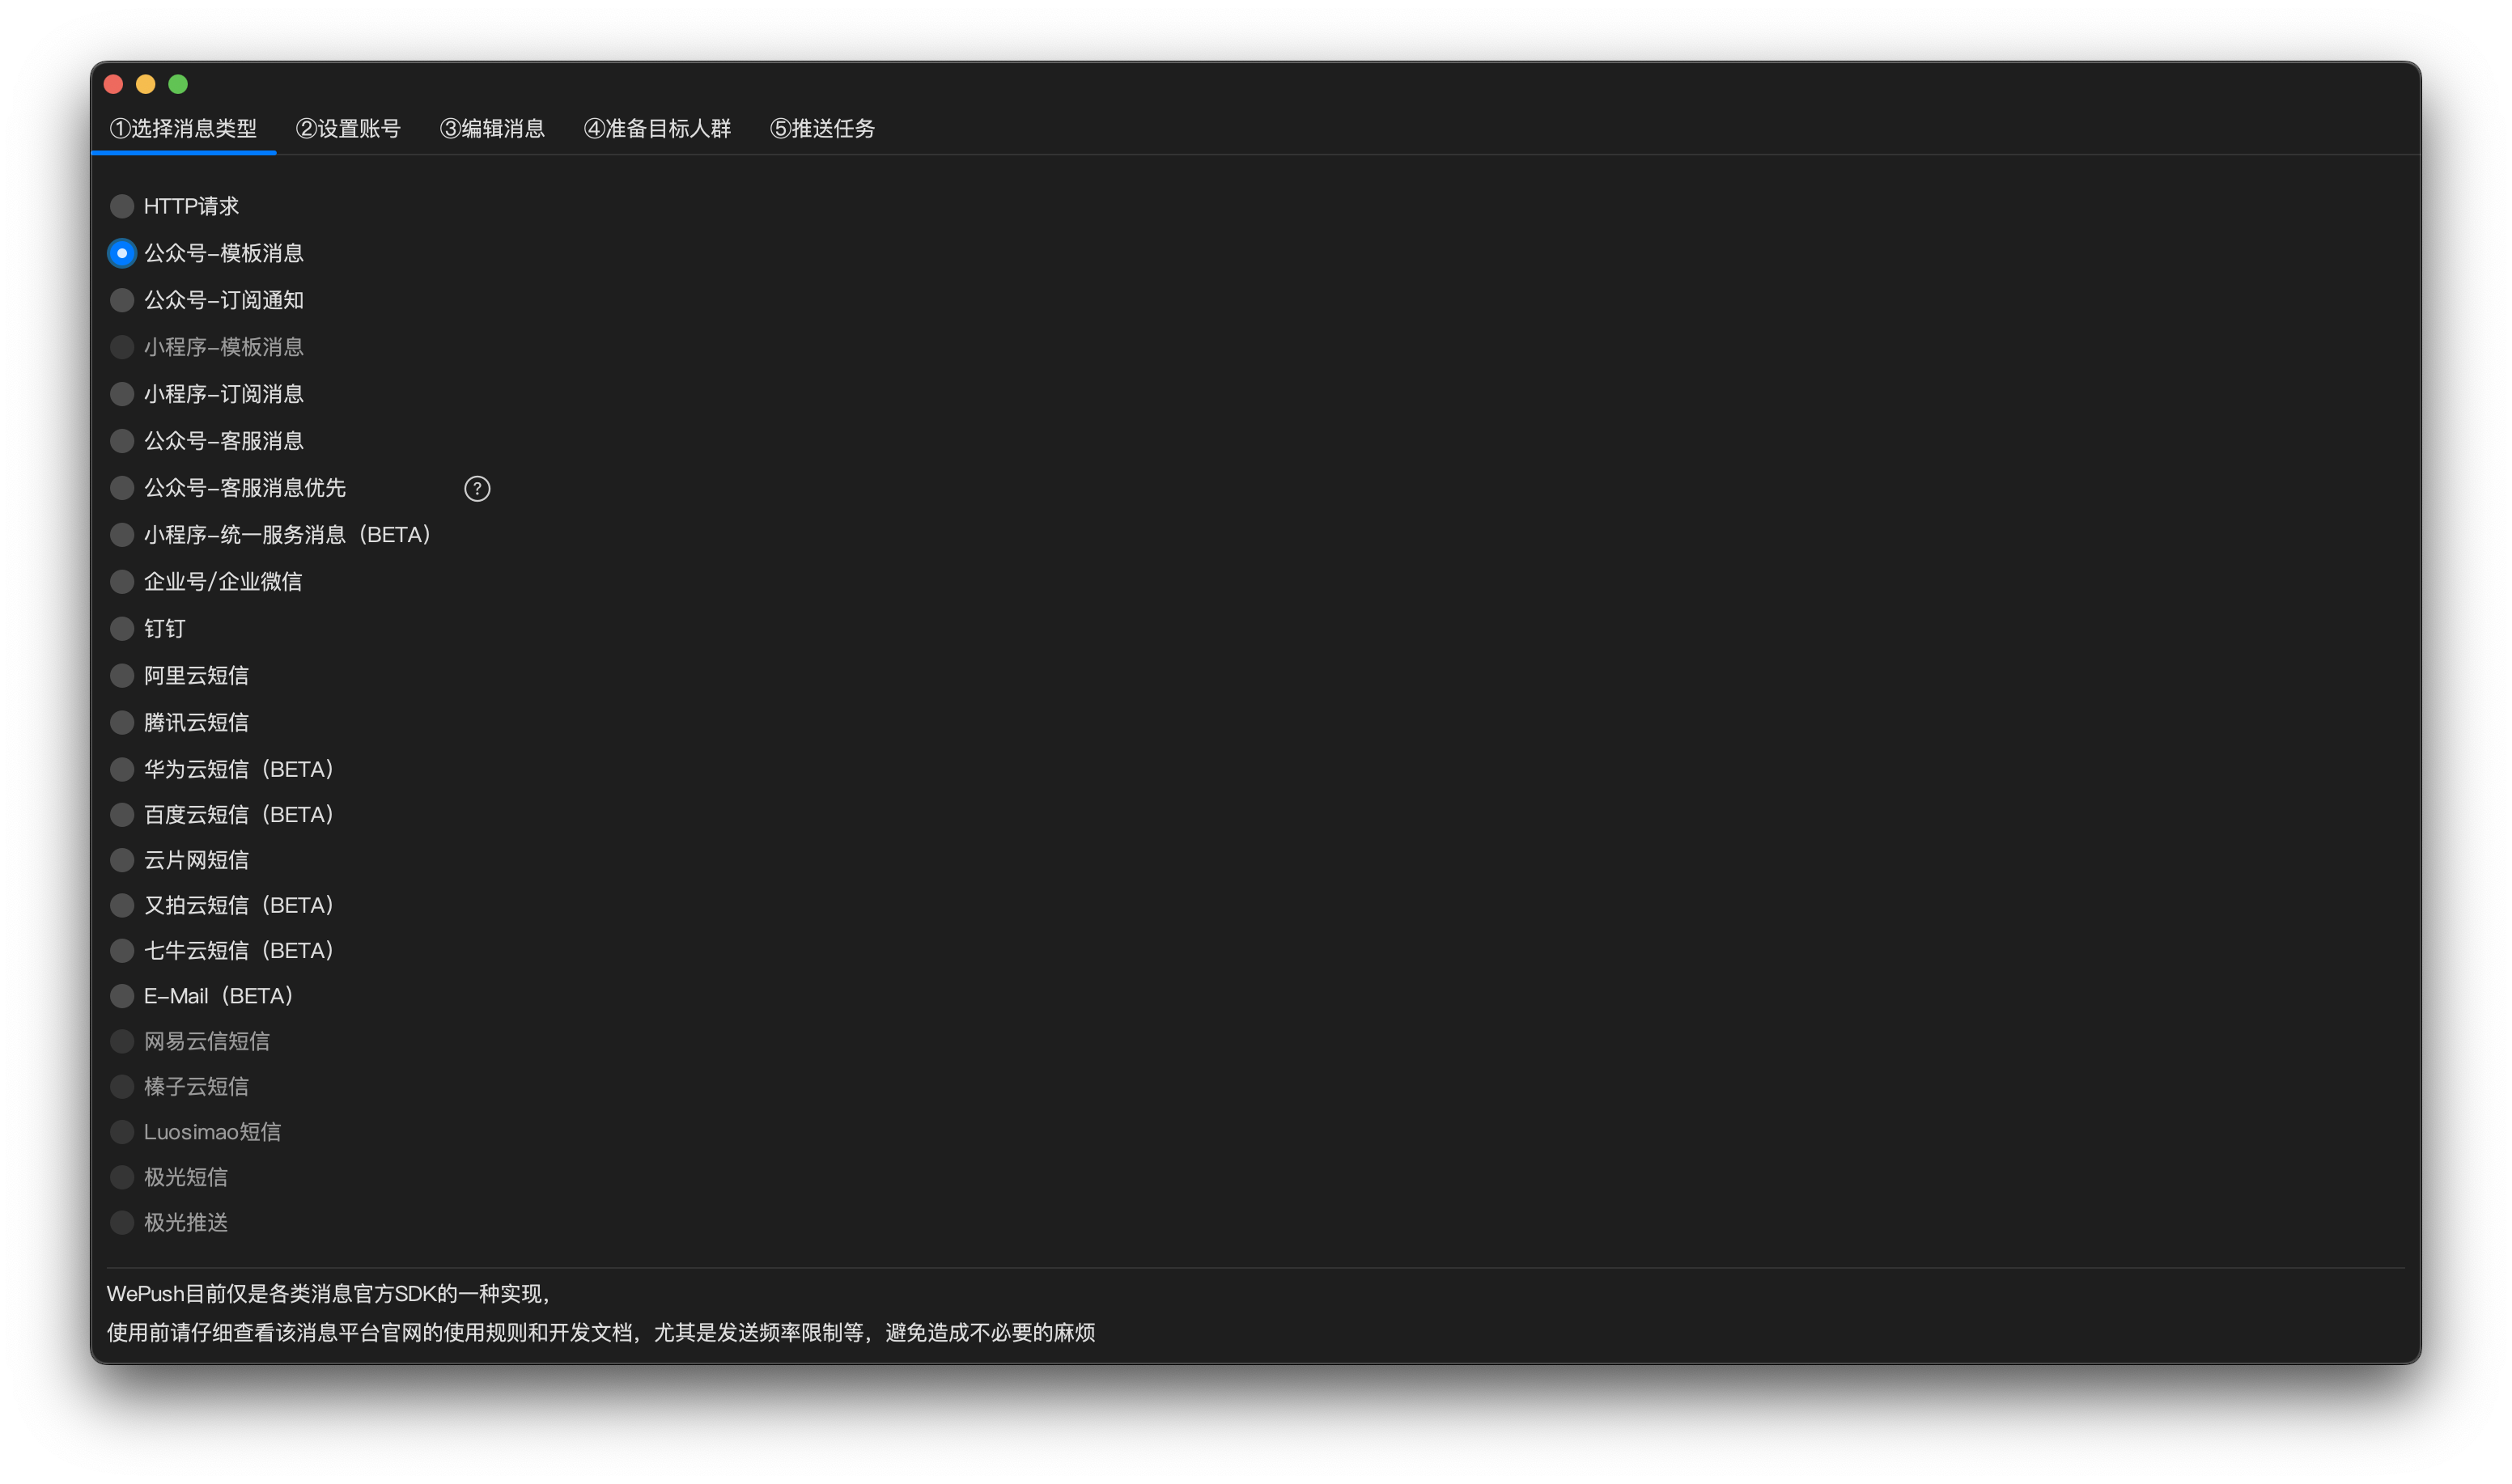 ①选择消息类型 ②设置账号 ③编辑消息 ④准备目标人群 ⑤推送任务
HTTP请求
公众号-模板消息
公众号-订阅通知
小程序-模板消息
小程序-订阅消息
公众号-客服消息
公众号-客服消息优先 ?
小程序-统一服务消息（BETA）
企业号/企业微信
钉钉
阿里云短信
腾讯云短信
华为云短信（BETA）
百度云短信（BETA）
云片网短信
又拍云短信（BETA）
七牛云短信（BETA）
E-Mail（BETA）
网易云信短信
榛子云短信
Luosimao短信
极光短信
极光推送
WePush目前仅是各类消息官方SDK的一种实现，
使用前请仔细查看该消息平台官网的使用规则和开发文档，尤其是发送频率限制等，避免造成不必要的麻烦